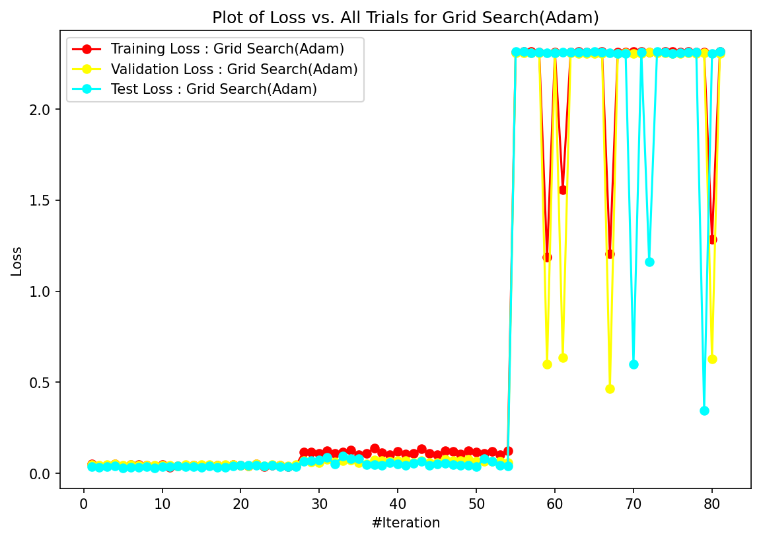 Plot of Loss vs. All Trials for Grid Search(Adam)
Training Loss : Grid Search(Adam)
Validation Loss : Grid Search(Adam)
Test Loss : Grid Search(Adam)
2.0
1.5
1.0
0.5
0.0
Loss
0 10 20 30 40 50 60 70 80
#Iteration